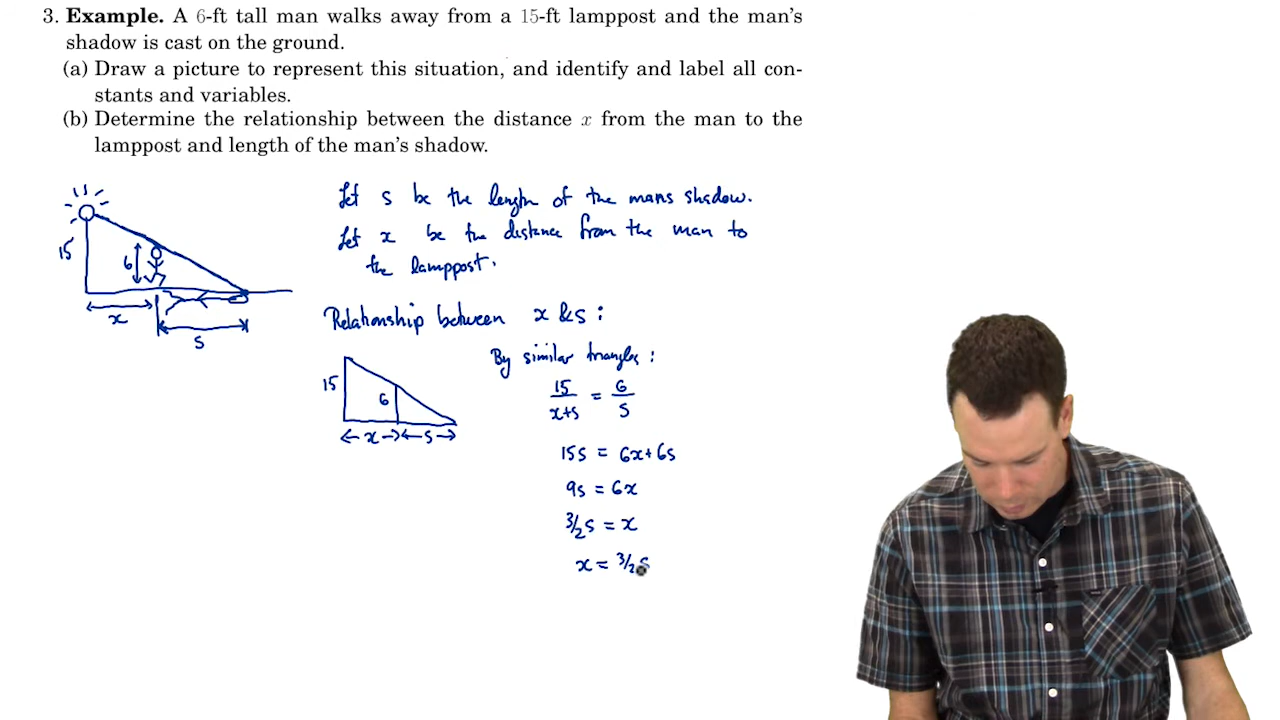 3. Example. A 6-ft tall man walks away from a 15-ft lamppost and the man's
shadow is cast on the ground.
(a) Draw a picture to represent this situation, and identify and label all con-
stants and variables.
(b) Determine the relationship between the distance x from the man to the
lamppost and length of the man's shadow.
Let s be the length of the mans shadow.
Let x be the distance from the man to
the lamppost.
15
6
x
s
Relationship between x & s :
15
6
x
s
By similar triangles :
15/x+s = 6/s
15s = 6x + 6s
9s = 6x
3/2 s = x
x = 3/2 s